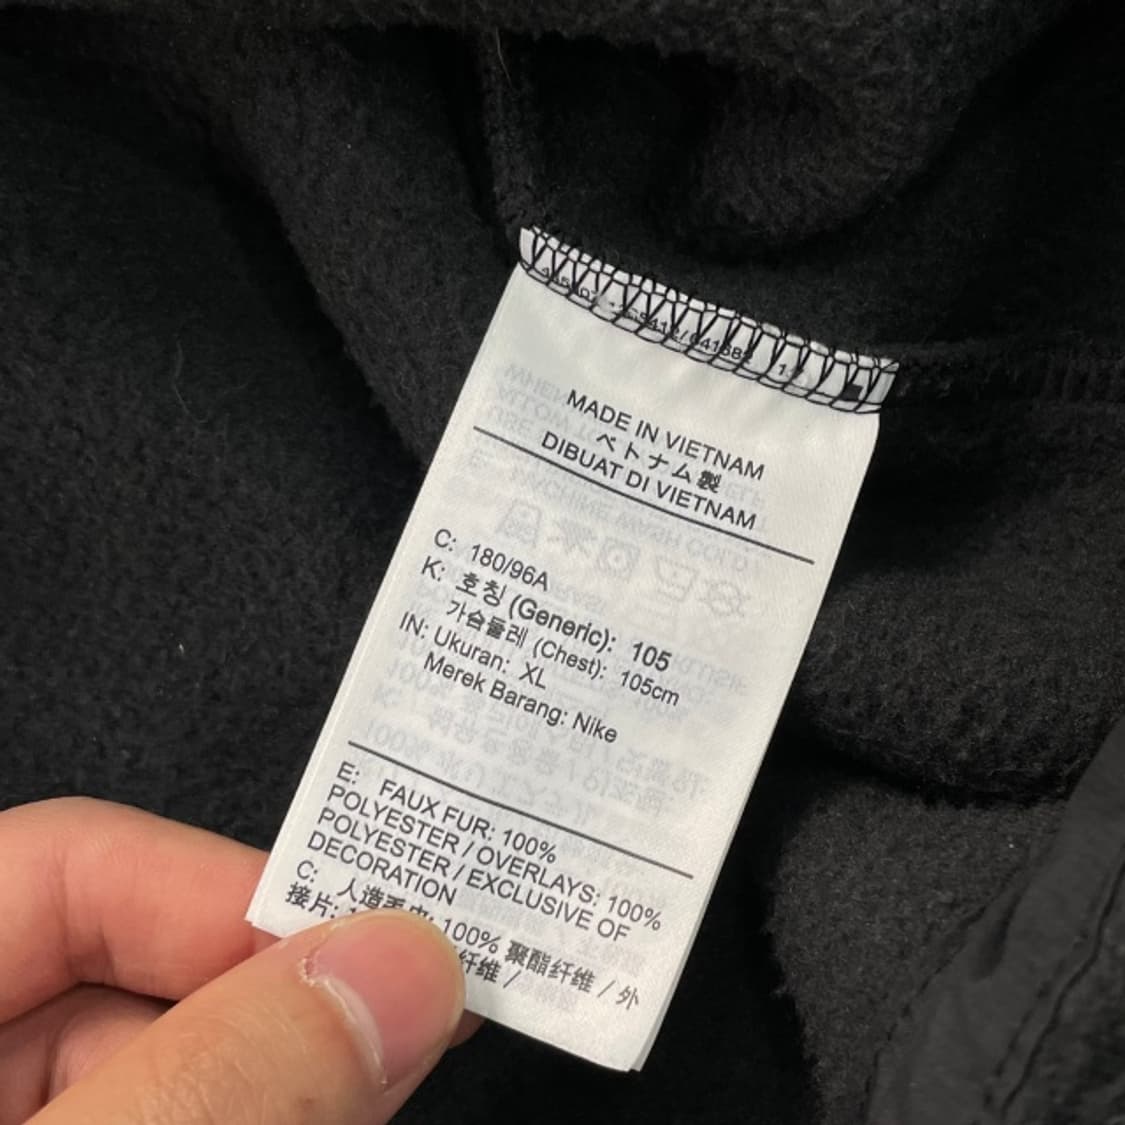 MADE IN VIETNAM
ベトナム製
DIBUAT DI VIETNAM
C: 180/96A
K: 호칭 (Generic): 105
가슴둘레 (Chest): 105cm
IN: Ukuran: XL
Merek Barang: Nike
E: FAUX FUR: 100%
POLYESTER / OVERLAYS: 100%
POLYESTER / EXCLUSIVE OF
DECORATION
C: 人造毛皮: 100% 聚酯纤维 / 外
接片: 纤维 /